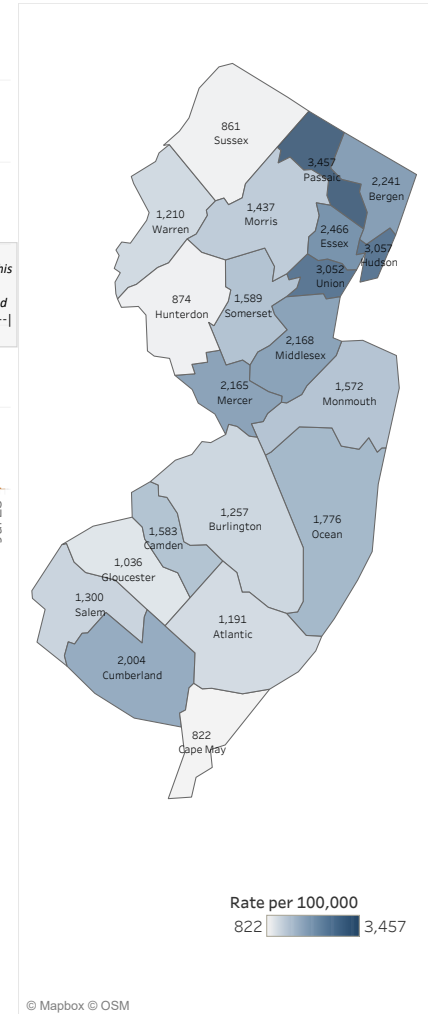 861
Sussex
3,457
Passaic
2,241
Bergen
1,210
Warren
1,437
Morris
2,466
Essex
3,057
Hudson
his
3,052
Union
874
Hunterdon
1,589
Somerset
d
--|
2,168
Middlesex
2,165
Mercer
1,572
Monmouth
1,257
Burlington
1,776
Ocean
1,583
Camden
1,036
Gloucester
1,300
Salem
1,191
Atlantic
2,004
Cumberland
822
Cape May
Rate per 100,000
822 3,457
© Mapbox © OSM